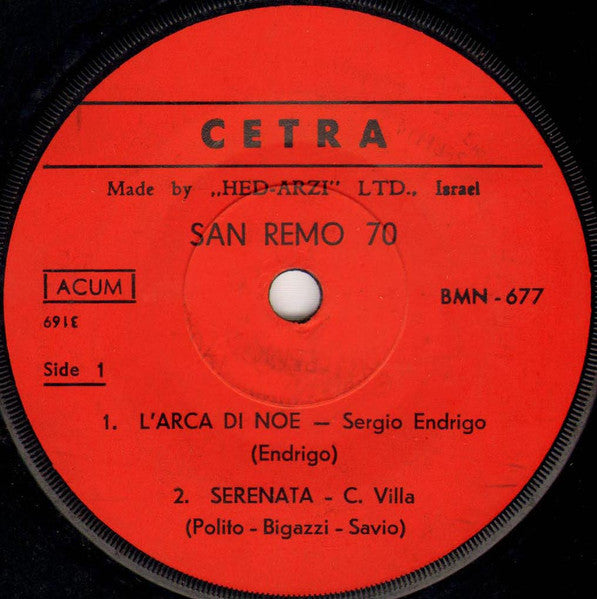 CETRA
Made by „HED-ARZI" LTD., Israel
SAN REMO 70
ACUM
BMN - 677
691E
Side 1
1. L'ARCA DI NOE — Sergio Endrigo
(Endrigo)
2. SERENATA - C. Villa
(Polito - Bigazzi - Savio)